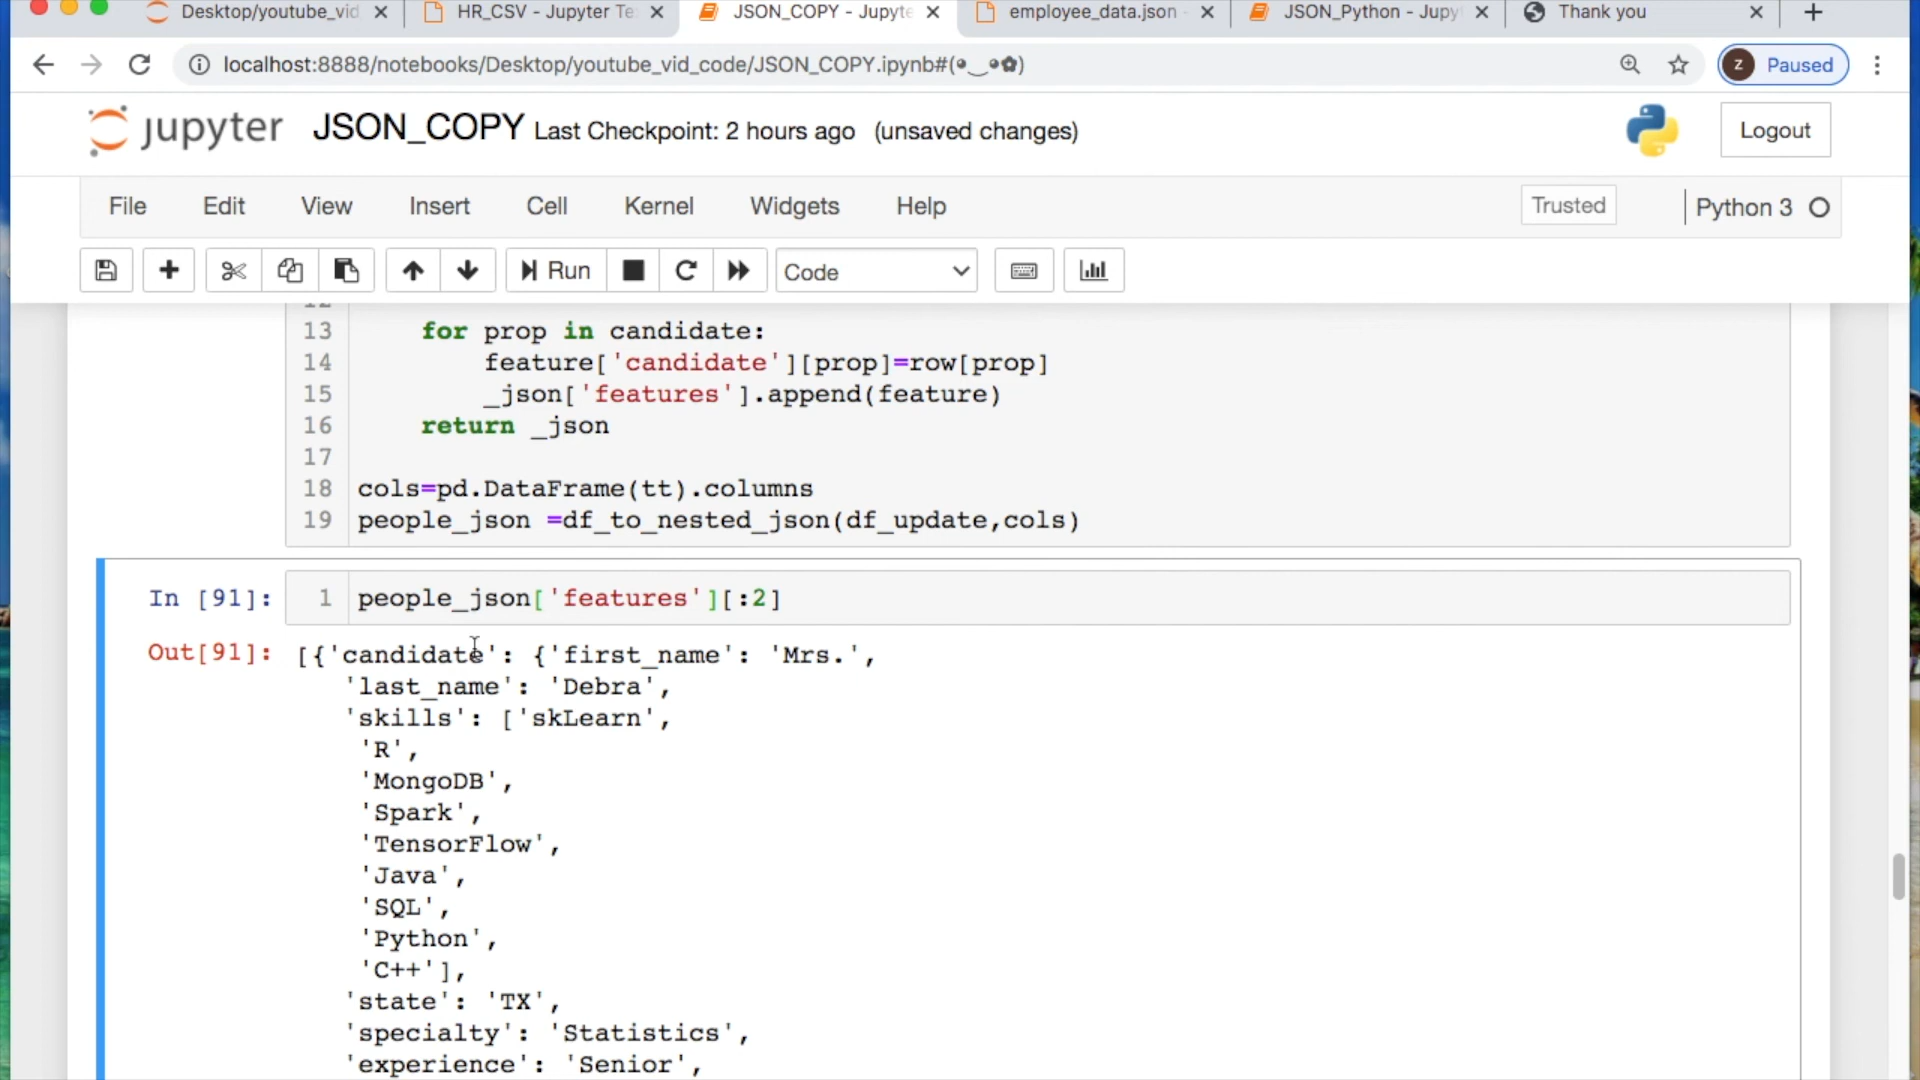 Desktop/youtube_vid
HR_CSV - Jupyter Te
JSON_COPY - Jupyte
employee_data.json -
JSON_Python - Jupy
Thank you
localhost:8888/notebooks/Desktop/youtube_vid_code/JSON_COPY.ipynb#(◕‿◕✿)
z Paused
jupyter JSON_COPY Last Checkpoint: 2 hours ago (unsaved changes)
Logout
File Edit View Insert Cell Kernel Widgets Help
Trusted
Python 3
Run
Code
12
13 for prop in candidate:
14 feature['candidate'][prop]=row[prop]
15 _json['features'].append(feature)
16 return _json
17
18 cols=pd.DataFrame(tt).columns
19 people_json =df_to_nested_json(df_update,cols)
In [91]: 1 people_json['features'][:2]
Out[91]: [{'candidate': {'first_name': 'Mrs.',
'last_name': 'Debra',
'skills': ['skLearn',
'R',
'MongoDB',
'Spark',
'TensorFlow',
'Java',
'SQL',
'Python',
'C++'],
'state': 'TX',
'specialty': 'Statistics',
'experience': 'Senior',